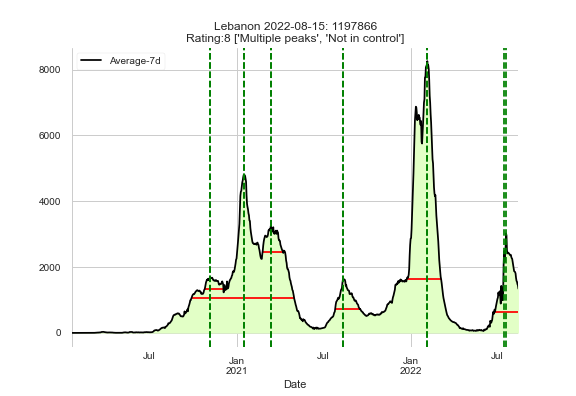 Lebanon 2022-08-15: 1197866
Rating:8 ['Multiple peaks', 'Not in control']
Average-7d
8000
6000
4000
2000
0
Jul
Jan
2021
Jul
Jan
2022
Jul
Date